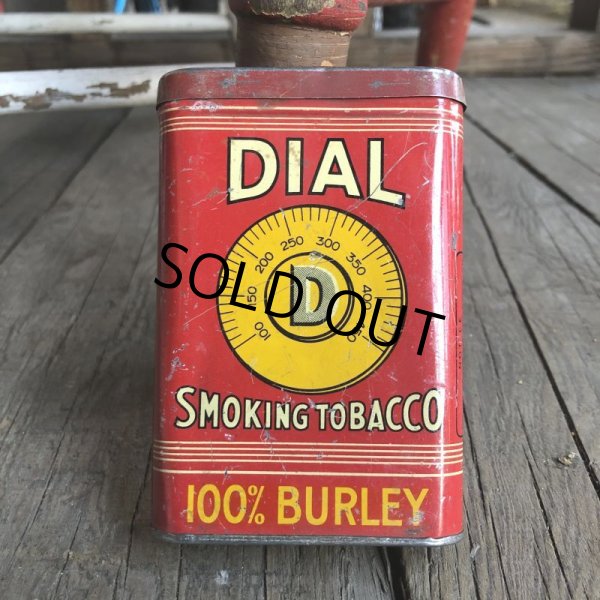 DIAL
100 150 200 250 300 350 400
D
SOLD OUT
SMOKING TOBACCO
100% BURLEY